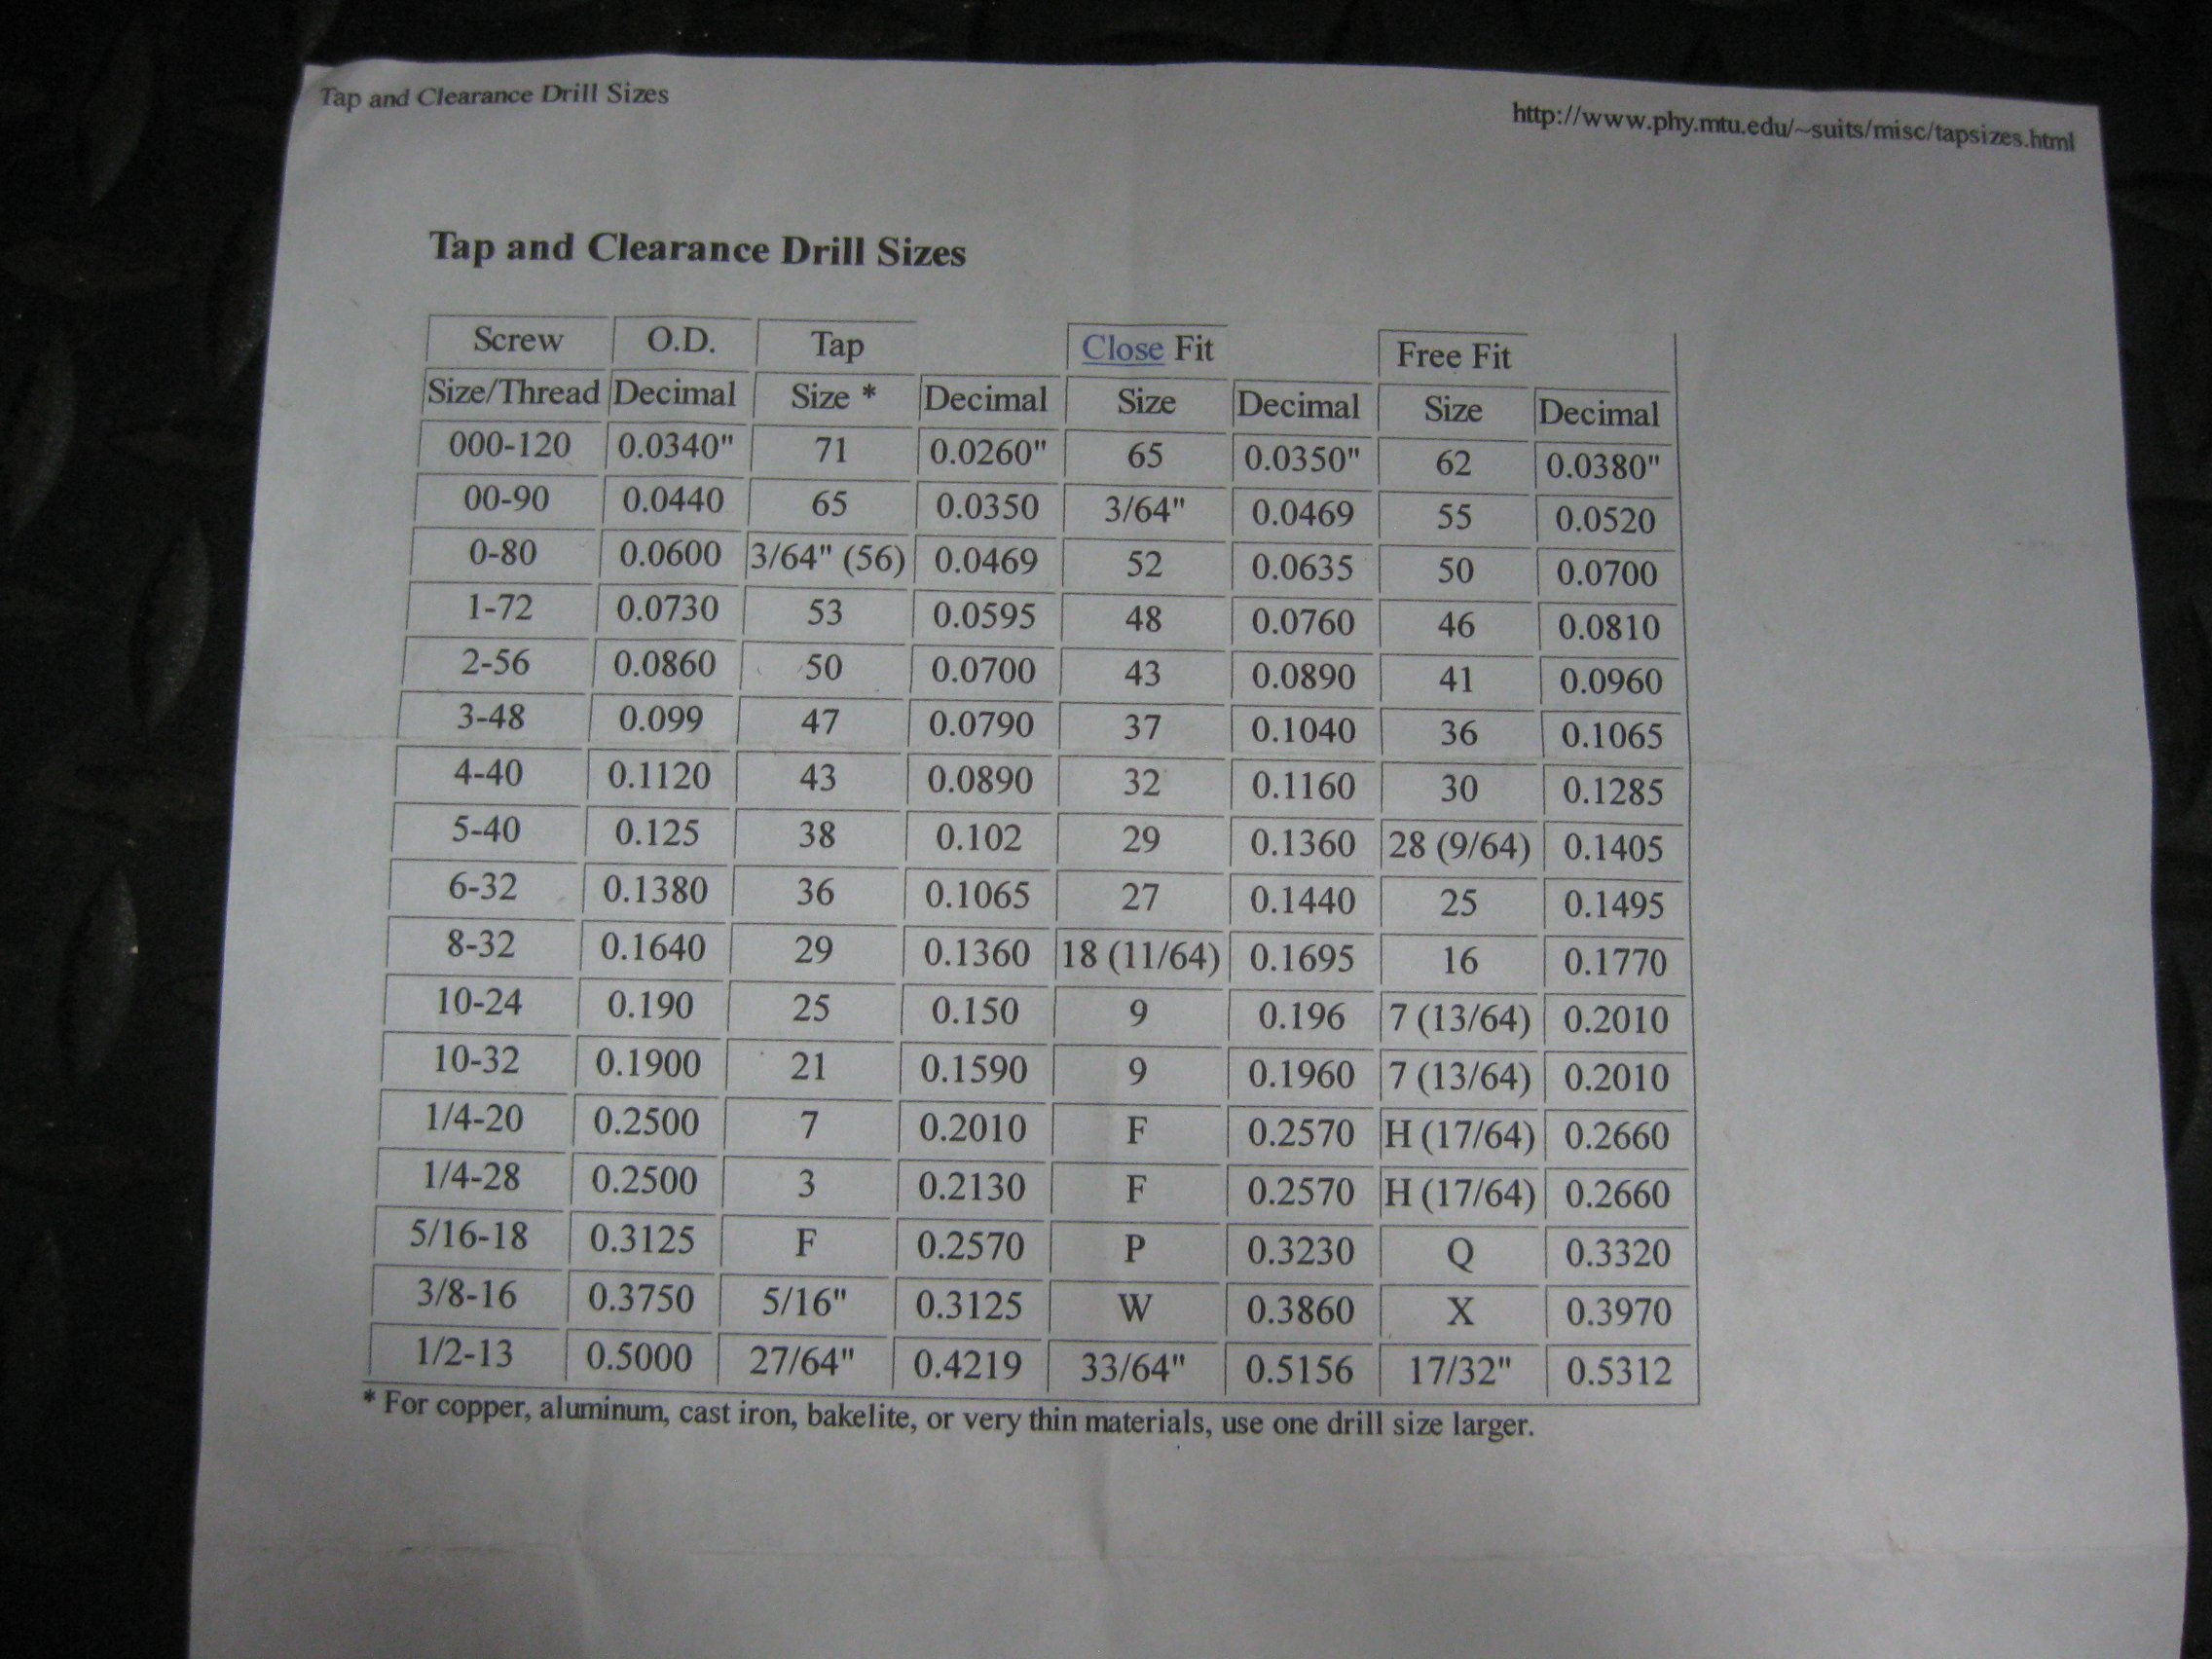 Tap and Clearance Drill Sizes
http://www.phy.mtu.edu/~suits/misc/tapsizes.html
Tap and Clearance Drill Sizes
Screw O.D. Tap Close Fit Free Fit
Size/Thread Decimal Size * Decimal Size Decimal Size Decimal
000-120 0.0340" 71 0.0260" 65 0.0350" 62 0.0380"
00-90 0.0440 65 0.0350 3/64" 0.0469 55 0.0520
0-80 0.0600 3/64" (56) 0.0469 52 0.0635 50 0.0700
1-72 0.0730 53 0.0595 48 0.0760 46 0.0810
2-56 0.0860 50 0.0700 43 0.0890 41 0.0960
3-48 0.099 47 0.0790 37 0.1040 36 0.1065
4-40 0.1120 43 0.0890 32 0.1160 30 0.1285
5-40 0.125 38 0.102 29 0.1360 28 (9/64) 0.1405
6-32 0.1380 36 0.1065 27 0.1440 25 0.1495
8-32 0.1640 29 0.1360 18 (11/64) 0.1695 16 0.1770
10-24 0.190 25 0.150 9 0.196 7 (13/64) 0.2010
10-32 0.1900 21 0.1590 9 0.1960 7 (13/64) 0.2010
1/4-20 0.2500 7 0.2010 F 0.2570 H (17/64) 0.2660
1/4-28 0.2500 3 0.2130 F 0.2570 H (17/64) 0.2660
5/16-18 0.3125 F 0.2570 P 0.3230 Q 0.3320
3/8-16 0.3750 5/16" 0.3125 W 0.3860 X 0.3970
1/2-13 0.5000 27/64" 0.4219 33/64" 0.5156 17/32" 0.5312
* For copper, aluminum, cast iron, bakelite, or very thin materials, use one drill size larger.